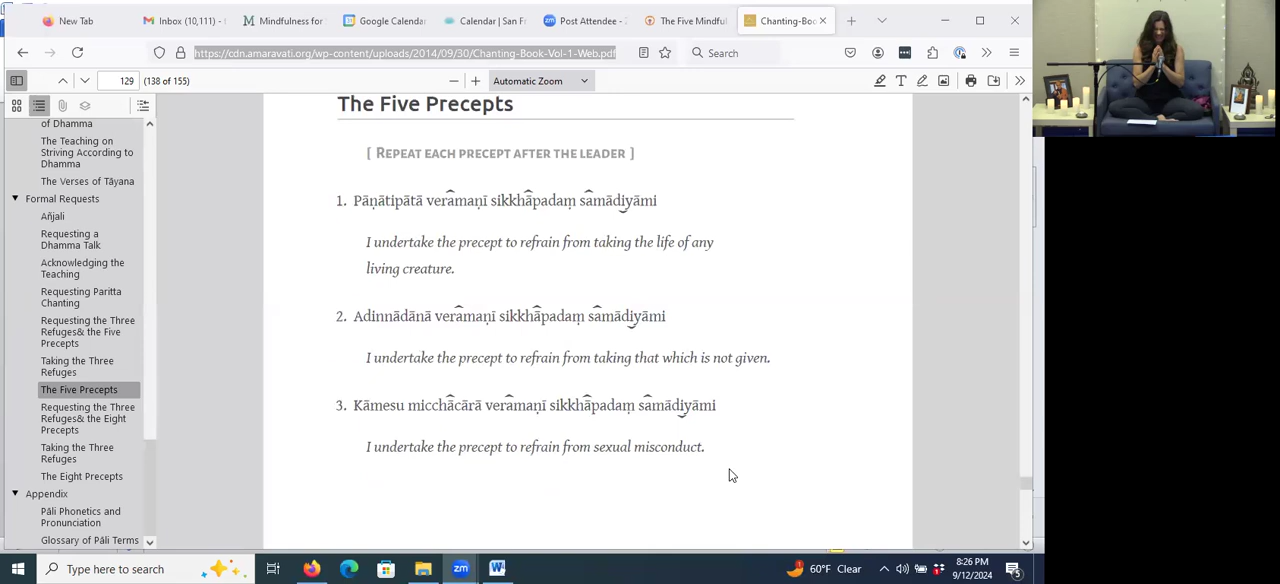 New Tab
Inbox (10,111) -
Mindfulness for
Google Calendar
Calendar | San F
Post Attendee -
The Five Mindful
Chanting-Boo
https://cdn.amaravati.org/wp-content/uploads/2014/09/30/Chanting-Book-Vol-1-Web.pdf
Search
129 (138 of 155)
Automatic Zoom
of Dhamma
The Teaching on
Striving According to
Dhamma
The Verses of Tāyana
Formal Requests
Añjali
Requesting a
Dhamma Talk
Acknowledging the
Teaching
Requesting Paritta
Chanting
Requesting the Three
Refuges& the Five
Precepts
Taking the Three
Refuges
The Five Precepts
Requesting the Three
Refuges& the Eight
Precepts
Taking the Three
Refuges
The Eight Precepts
Appendix
Pāli Phonetics and
Pronunciation
Glossary of Pāli Terms
The Five Precepts
[ REPEAT EACH PRECEPT AFTER THE LEADER ]
1. Pāṇātipātā veramaṇī sikkhāpadaṃ samādiyāmi
I undertake the precept to refrain from taking the life of any
living creature.
2. Adinnādānā veramaṇī sikkhāpadaṃ samādiyāmi
I undertake the precept to refrain from taking that which is not given.
3. Kāmesu micchācārā veramaṇī sikkhāpadaṃ samādiyāmi
I undertake the precept to refrain from sexual misconduct.
Type here to search
zm
W
60°F Clear
8:26 PM
9/12/2024
5